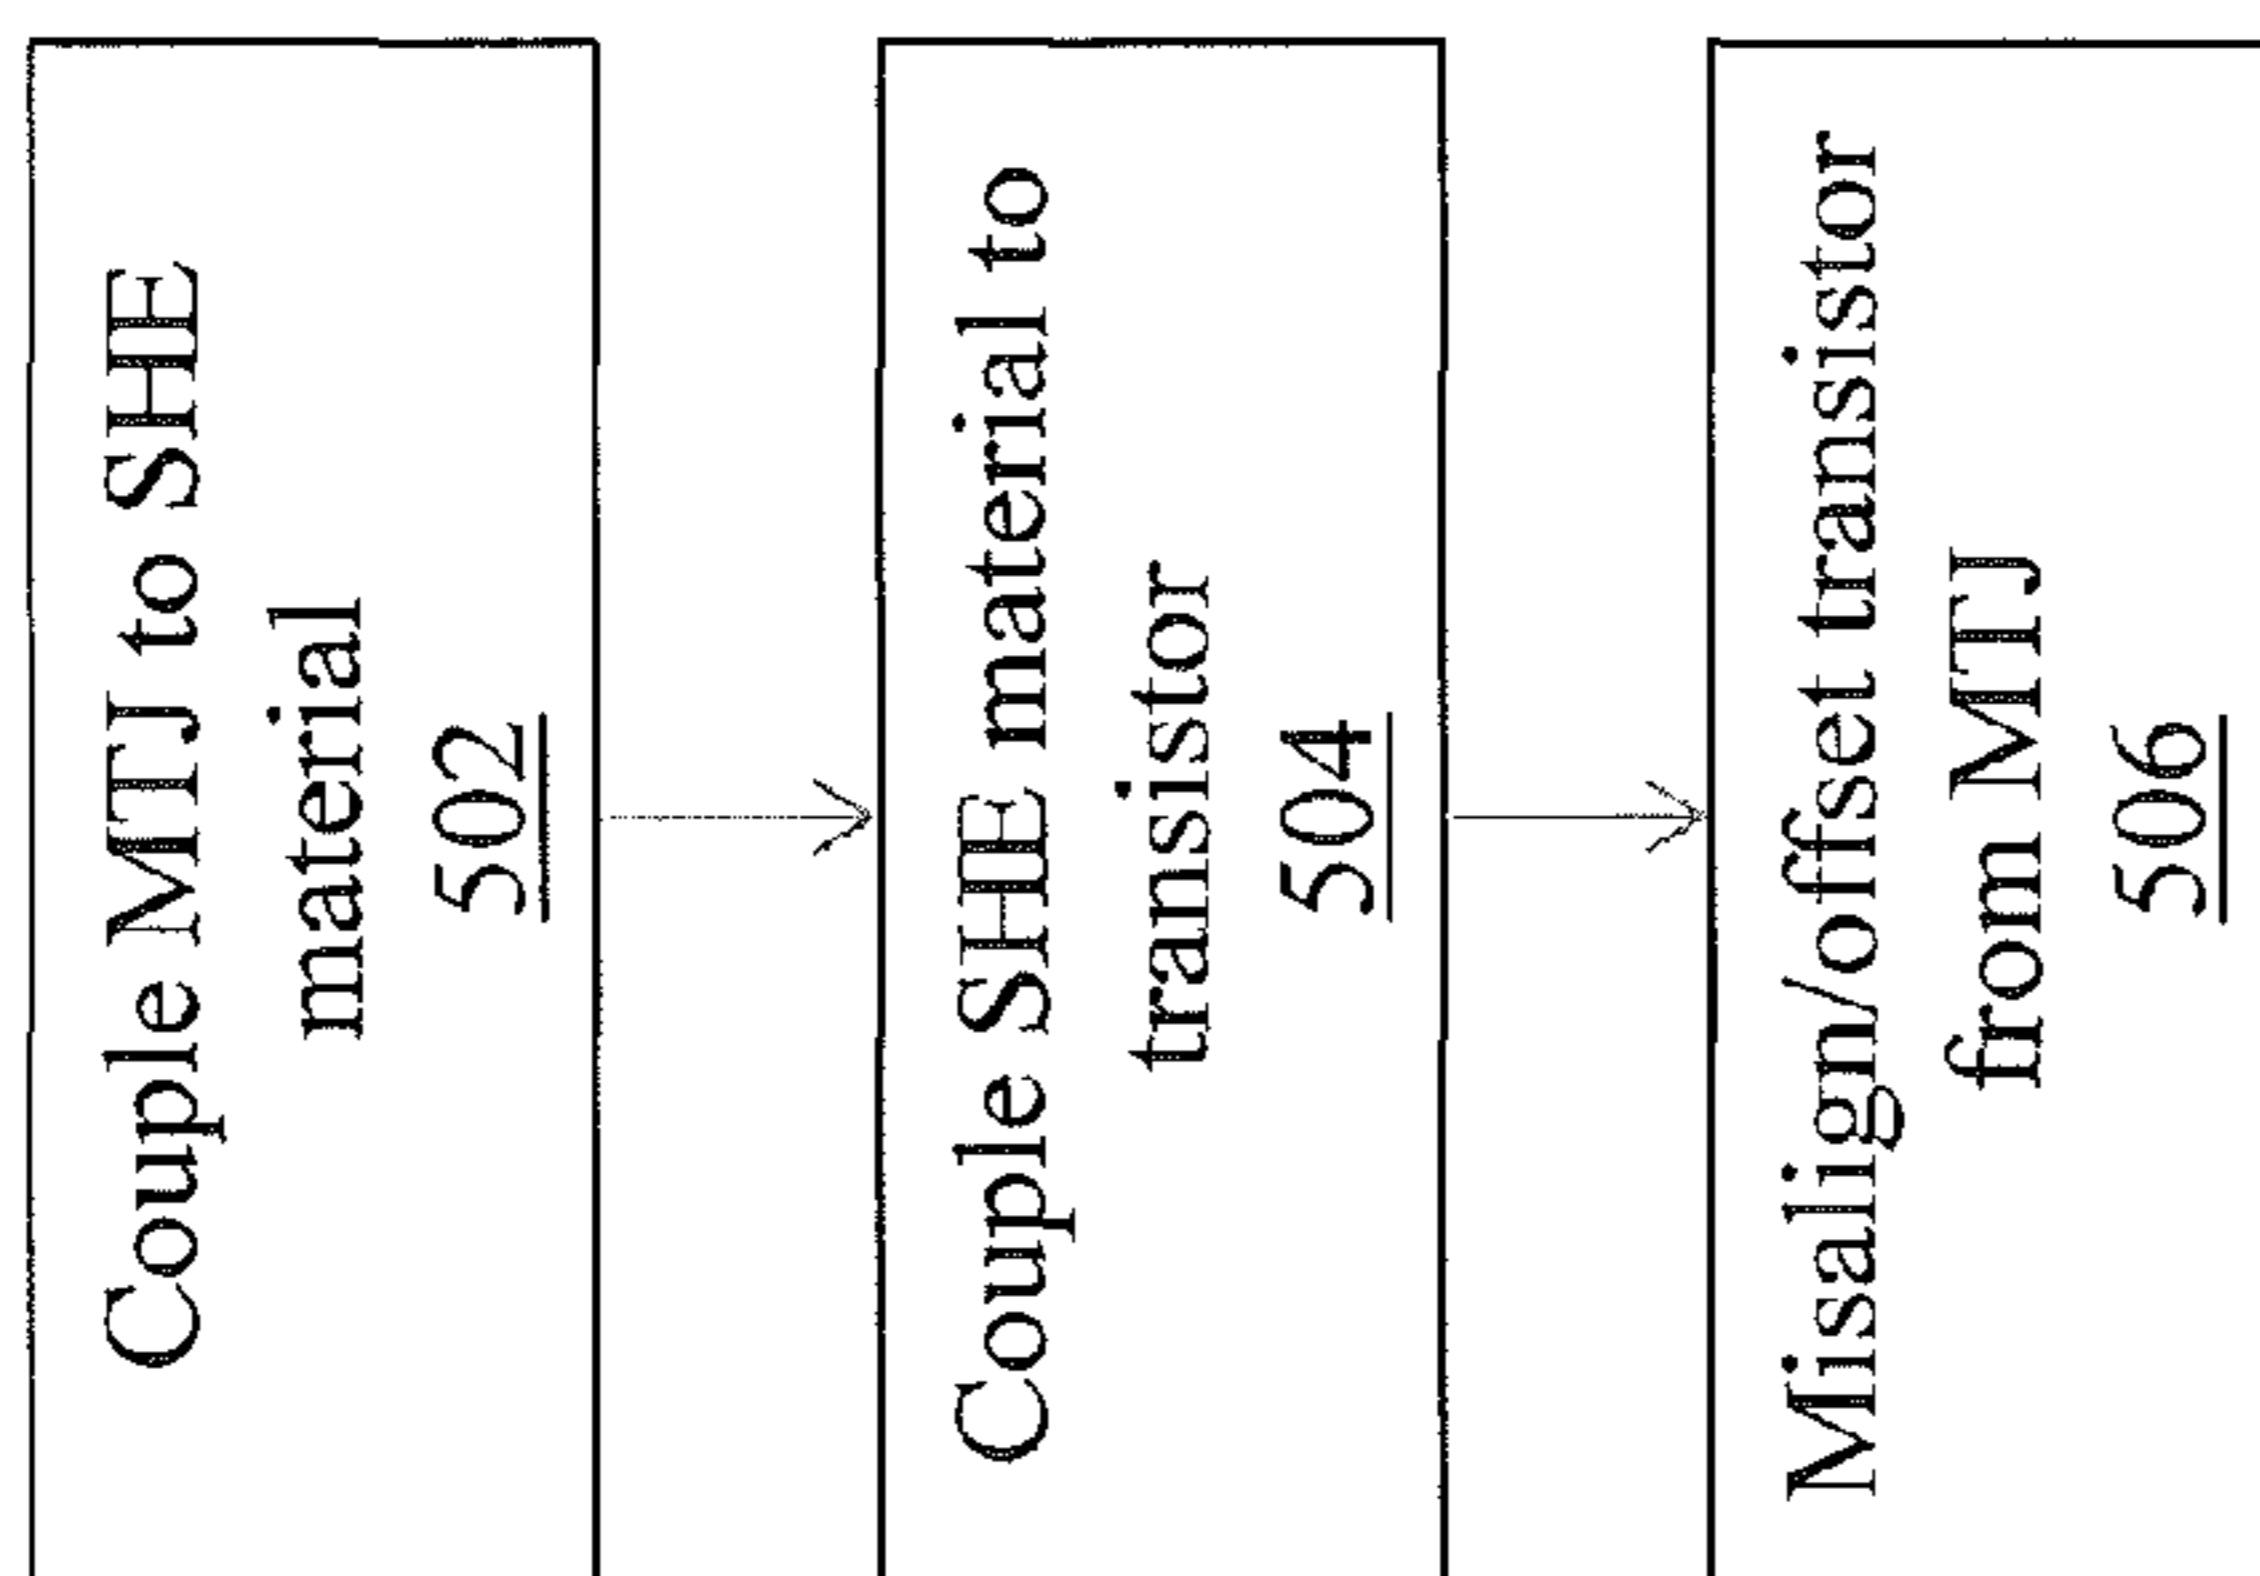 Couple MTJ to SHE
material
502
Couple SHE material to
transistor
504
Misalign/offset transistor
from MTJ
506